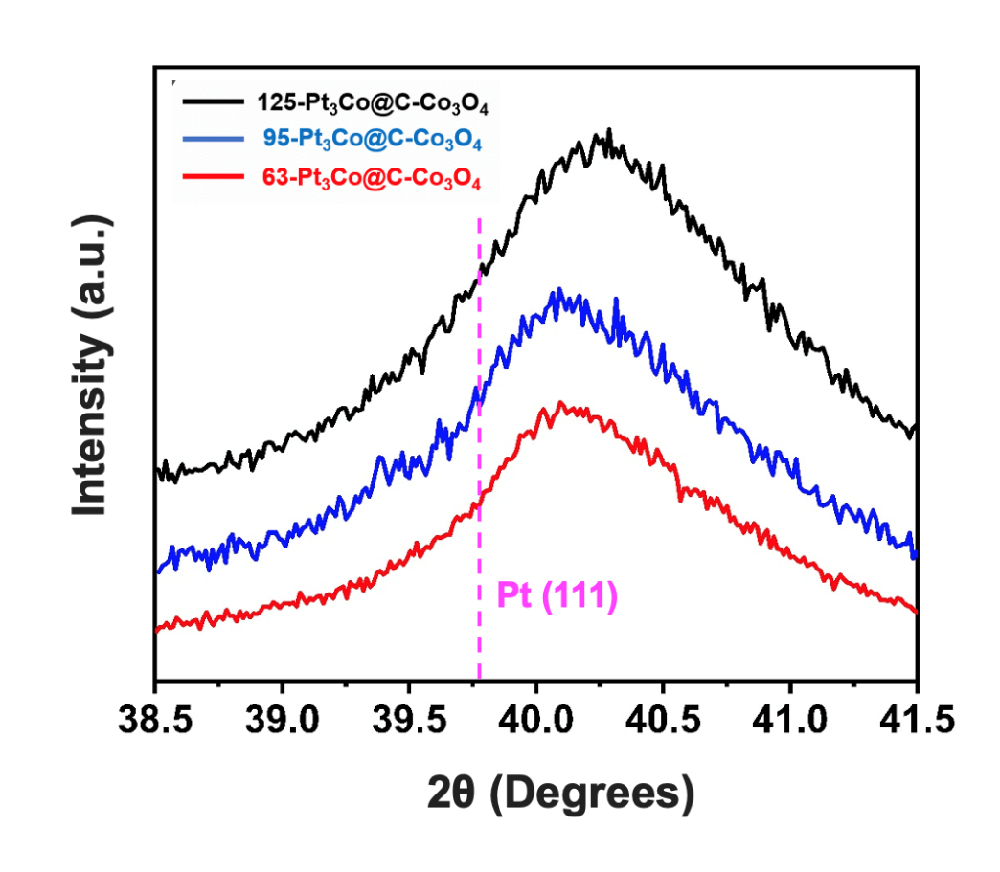 125-Pt₃Co@C-Co₃O₄
95-Pt₃Co@C-Co₃O₄
63-Pt₃Co@C-Co₃O₄
Intensity (a.u.)
Pt (111)
38.5 39.0 39.5 40.0 40.5 41.0 41.5
2θ (Degrees)